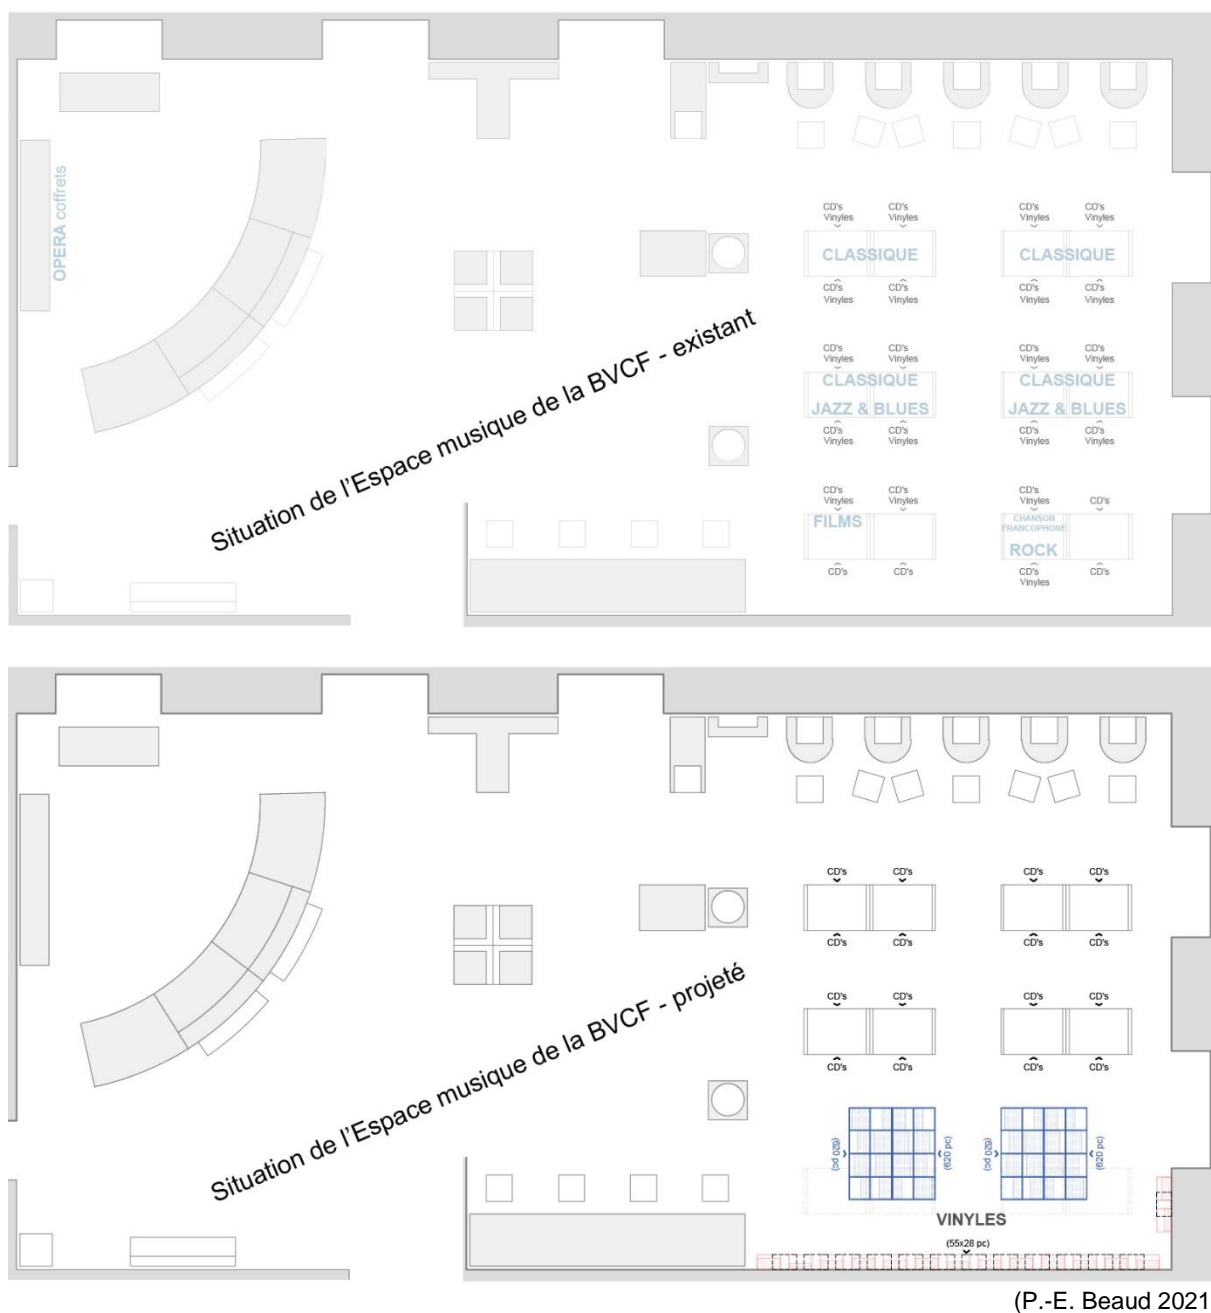 OPERA coffrets
CD's CD's CD's CD's
Vinyles Vinyles Vinyles Vinyles
CLASSIQUE CLASSIQUE
CD's CD's CD's CD's
Vinyles Vinyles Vinyles Vinyles
Situation de l'Espace musique de la BVCF - existant
CD's CD's CD's CD's
Vinyles Vinyles Vinyles Vinyles
CLASSIQUE CLASSIQUE
JAZZ & BLUES JAZZ & BLUES
CD's CD's CD's CD's
Vinyles Vinyles Vinyles Vinyles
CD's CD's CD's CD's
Vinyles Vinyles Vinyles
FILMS CHANSON
FRANCOPHONE
ROCK
CD's CD's CD's CD's
Vinyles
CD's CD's CD's CD's
CD's CD's CD's CD's
Situation de l'Espace musique de la BVCF - projeté
CD's CD's CD's CD's
CD's CD's CD's CD's
(620 pc) (620 pc) (620 pc) (620 pc)
VINYLES
(55x28 pc)
(P.-E. Beaud 2021